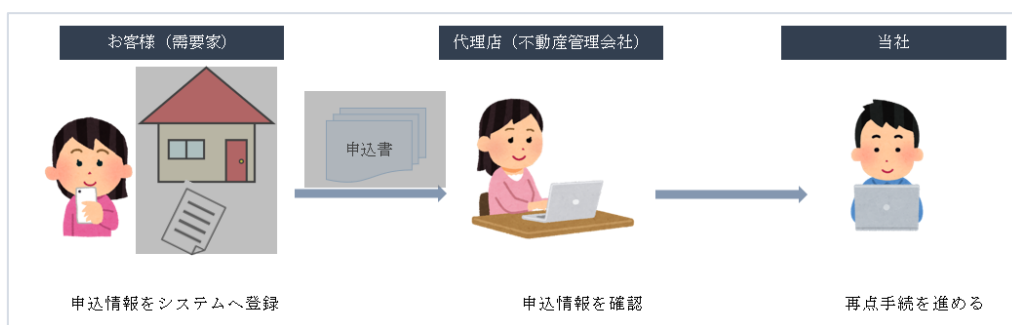 お客様（需要家）
代理店（不動産管理会社）
当社
申込書
申込情報をシステムへ登録
申込情報を確認
再点手続を進める